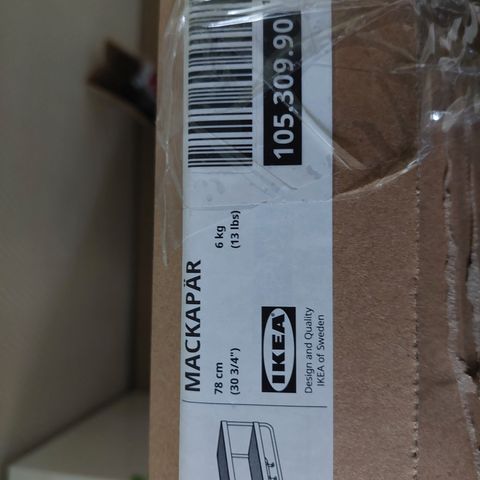 MACKAPÄR
78 cm 6 kg
(30 3/4") (13 lbs)
IKEA
Design and Quality
IKEA of Sweden
105.309.90